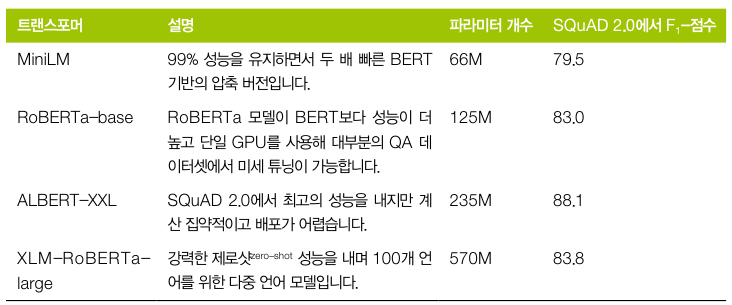 트랜스포머 설명 파라미터 개수 SQuAD 2.0에서 F1-점수
MiniLM 99% 성능을 유지하면서 두 배 빠른 BERT 66M 79.5
기반의 압축 버전입니다.
RoBERTa-base RoBERTa 모델이 BERT보다 성능이 더 125M 83.0
높고 단일 GPU를 사용해 대부분의 QA 데
이터셋에서 미세 튜닝이 가능합니다.
ALBERT-XXL SQuAD 2.0에서 최고의 성능을 내지만 계 235M 88.1
산 집약적이고 배포가 어렵습니다.
XLM-RoBERTa- 강력한 제로샷zero-shot 성능을 내며 100개 언 570M 83.8
large 어를 위한 다중 언어 모델입니다.